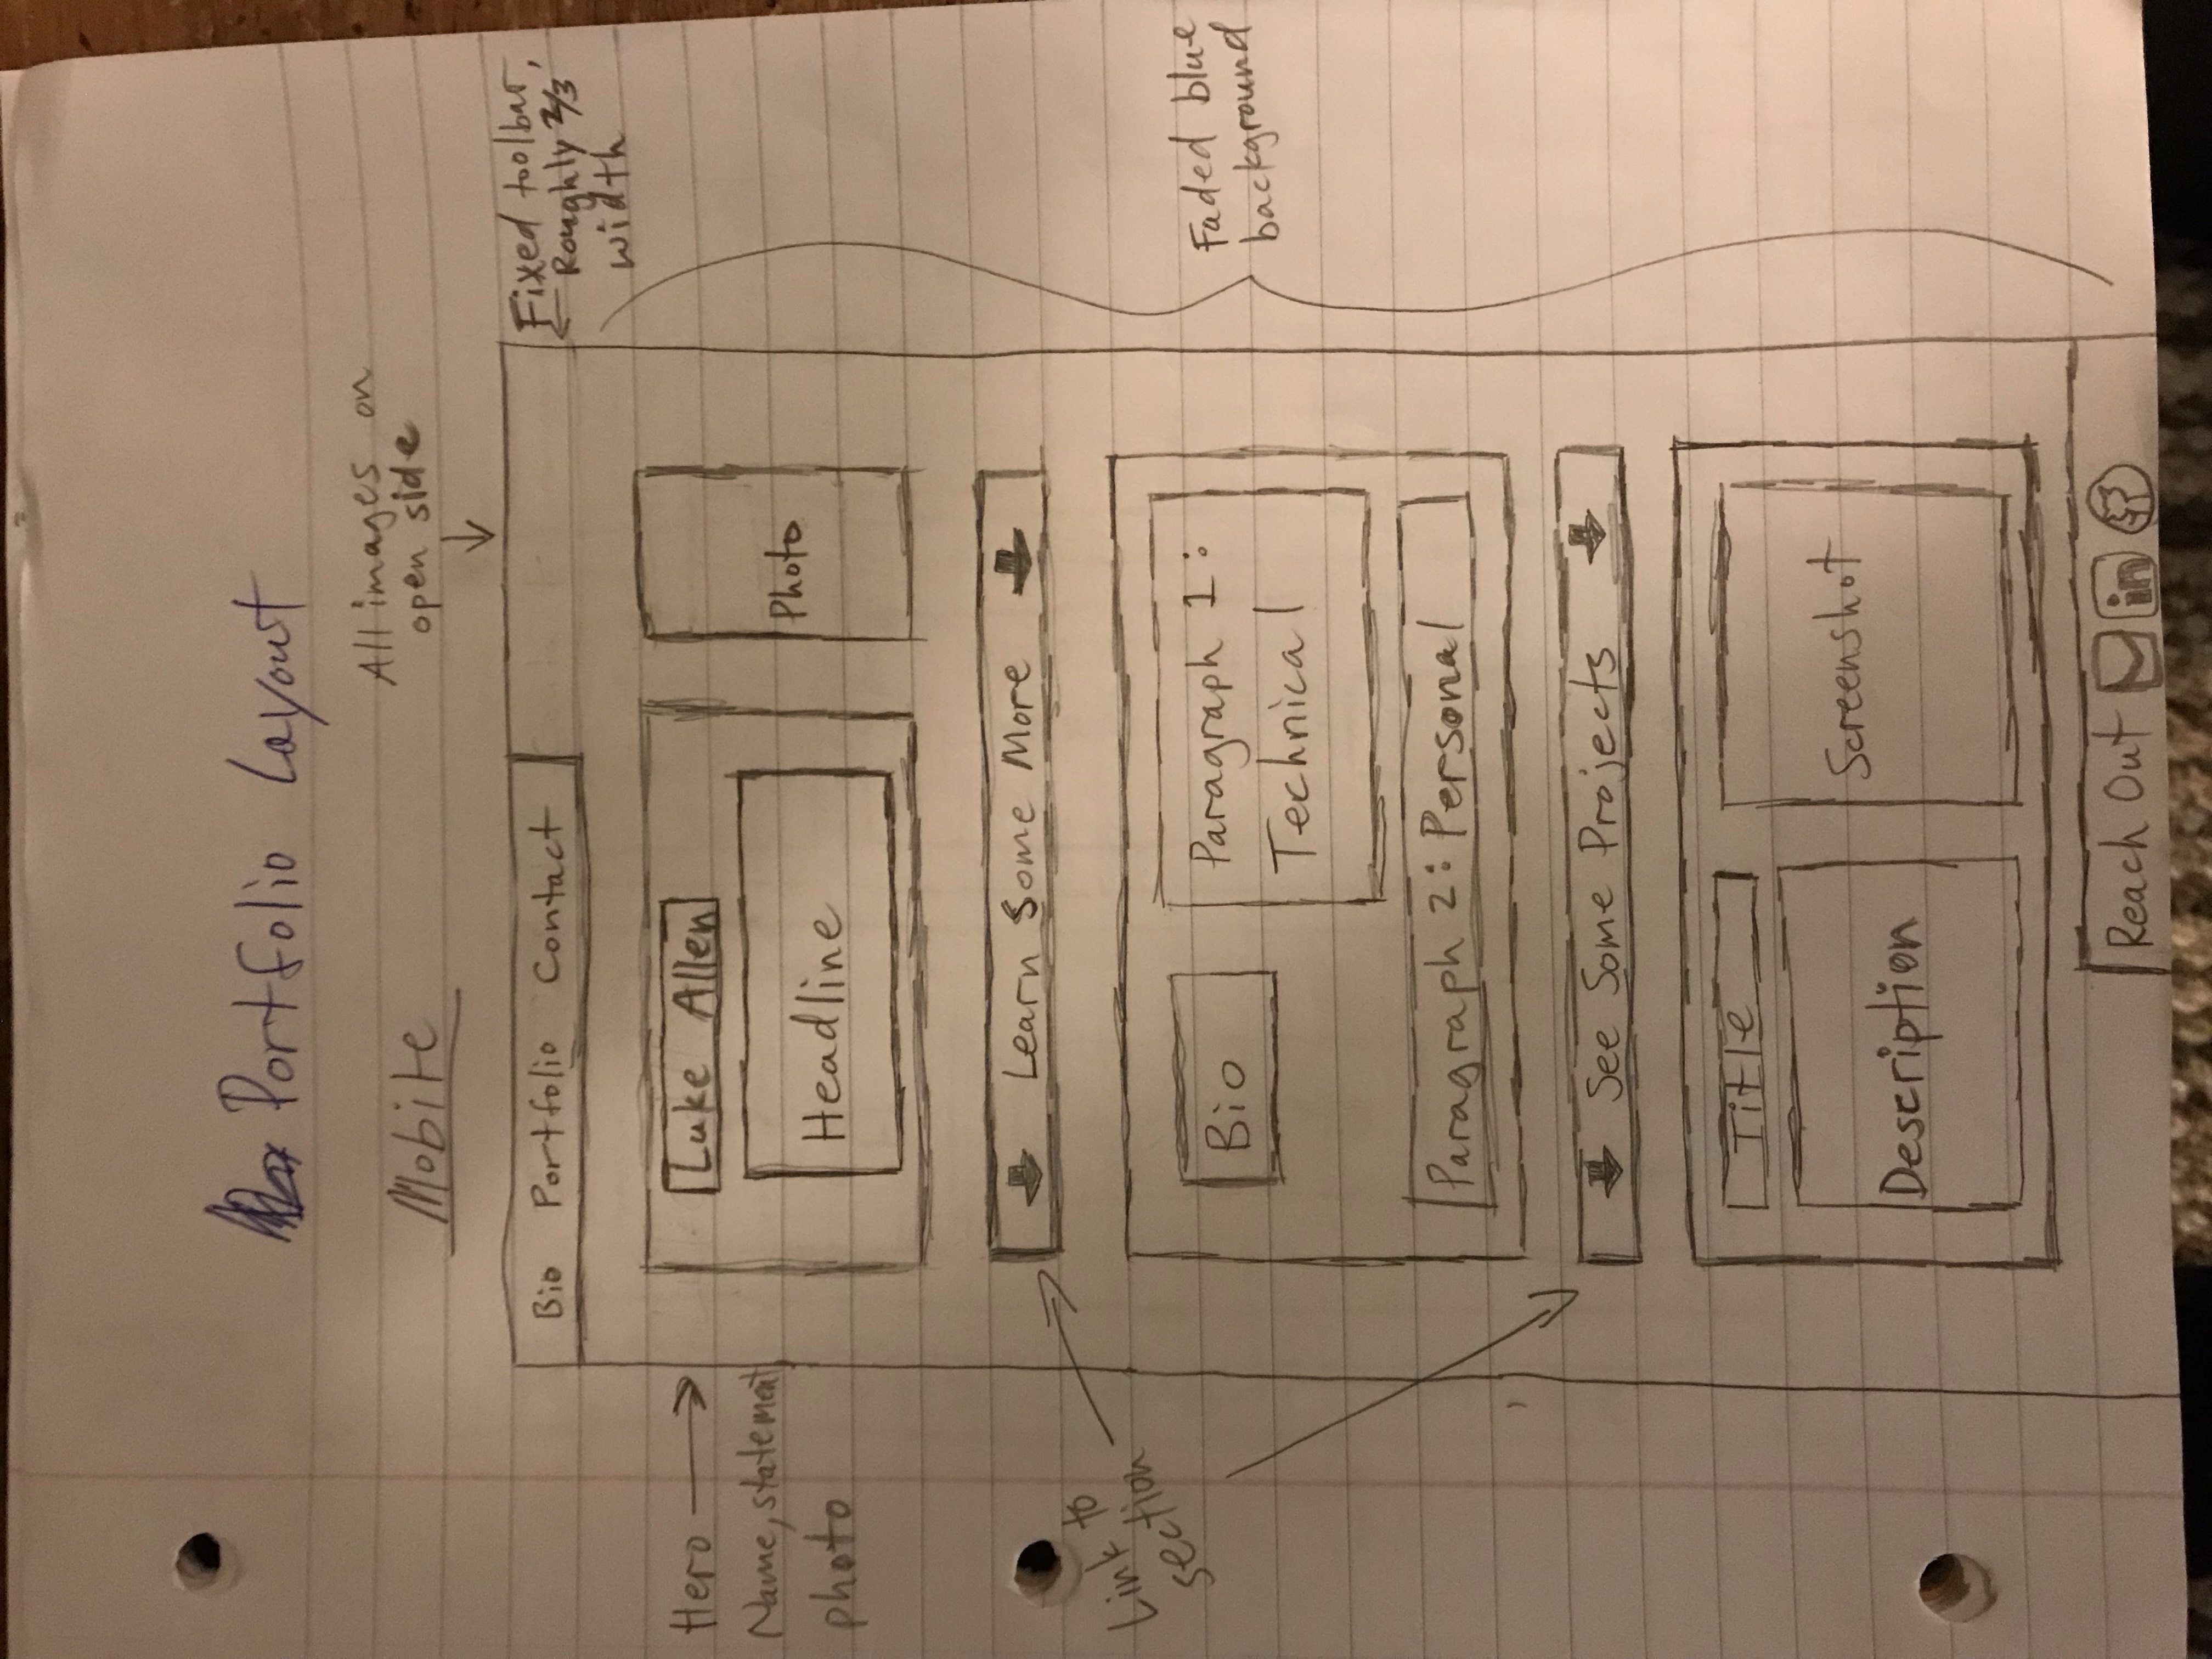 Portfolio Layout
Mobile
All images on
open side
Bio Portfolio Contact
Fixed toolbar,
Roughly 2/3
width
Hero
Name, statement
photo
Luke Allen
Headline
Photo
Learn Some More
Link to
section
Bio
Paragraph 1:
Technical
Paragraph 2: Personal
Faded blue
background
See Some Projects
Title
Description
Screenshot
Reach Out in